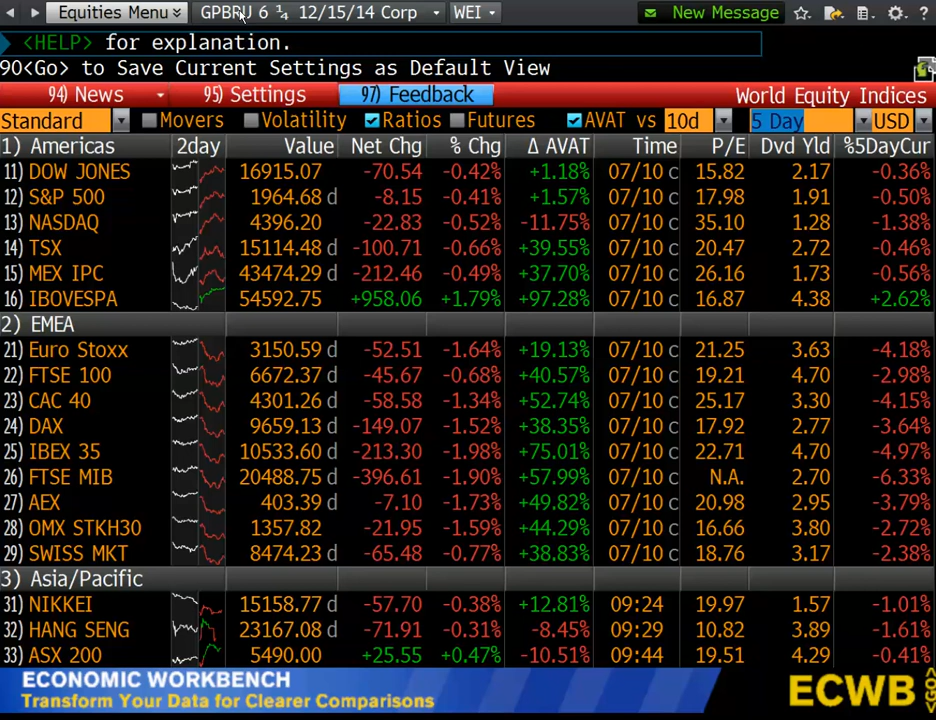 Equities Menu GPBRU 6 ¼ 12/15/14 Corp WEI New Message ?
<HELP> for explanation.
90<Go> to Save Current Settings as Default View
94) News 95) Settings 97) Feedback World Equity Indices
Standard Movers Volatility Ratios Futures AVAT vs 10d 5 Day USD
1) Americas 2day Value Net Chg % Chg Δ AVAT Time P/E Dvd Yld %5DayCur
11) DOW JONES 16915.07 -70.54 -0.42% +1.18% 07/10 c 15.82 2.17 -0.36%
12) S&P 500 1964.68 d -8.15 -0.41% +1.57% 07/10 c 17.98 1.91 -0.50%
13) NASDAQ 4396.20 -22.83 -0.52% -11.75% 07/10 c 35.10 1.28 -1.38%
14) TSX 15114.48 d -100.71 -0.66% +39.55% 07/10 c 20.47 2.72 -0.46%
15) MEX IPC 43474.29 d -212.46 -0.49% +37.70% 07/10 c 26.16 1.73 -0.56%
16) IBOVESPA 54592.75 +958.06 +1.79% +97.28% 07/10 c 16.87 4.38 +2.62%
2) EMEA
21) Euro Stoxx 3150.59 d -52.51 -1.64% +19.13% 07/10 c 21.25 3.63 -4.18%
22) FTSE 100 6672.37 d -45.67 -0.68% +40.57% 07/10 c 19.21 4.70 -2.98%
23) CAC 40 4301.26 d -58.58 -1.34% +52.74% 07/10 c 25.17 3.30 -4.15%
24) DAX 9659.13 d -149.07 -1.52% +38.35% 07/10 c 17.92 2.77 -3.64%
25) IBEX 35 10533.60 d -213.30 -1.98% +75.01% 07/10 c 22.71 4.70 -4.97%
26) FTSE MIB 20488.75 d -396.61 -1.90% +57.99% 07/10 c N.A. 2.70 -6.33%
27) AEX 403.39 d -7.10 -1.73% +49.82% 07/10 c 20.98 2.95 -3.79%
28) OMX STKH30 1357.82 -21.95 -1.59% +44.29% 07/10 c 16.66 3.80 -2.72%
29) SWISS MKT 8474.23 d -65.48 -0.77% +38.83% 07/10 c 18.76 3.17 -2.38%
3) Asia/Pacific
31) NIKKEI 15158.77 d -57.70 -0.38% +12.81% 09:24 19.97 1.57 -1.01%
32) HANG SENG 23167.08 d -71.91 -0.31% -8.45% 09:29 10.82 3.89 -1.61%
33) ASX 200 5490.00 +25.55 +0.47% -10.51% 09:44 19.51 4.29 -0.41%
ECONOMIC WORKBENCH
Transform Your Data for Clearer Comparisons
ECWB <GO>